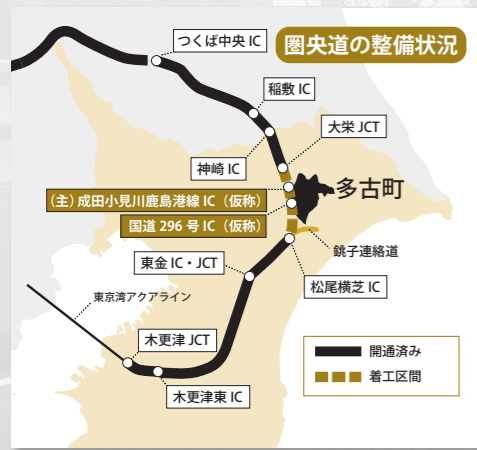 圏央道の整備状況
つくば中央 IC
稲敷 IC
大栄 JCT
神崎 IC
多古町
(主) 成田小見川鹿島港線 IC（仮称）
国道 296 号 IC（仮称）
銚子連絡道
東金 IC・JCT
松尾横芝 IC
東京湾アクアライン
木更津 JCT
木更津東 IC
開通済み
着工区間